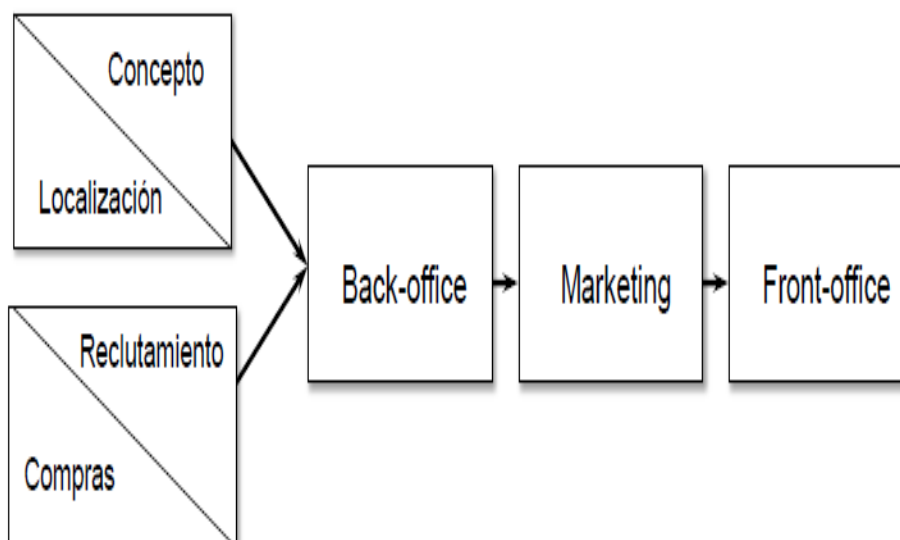 Concepto
Localización
Reclutamiento
Compras
Back-office
Marketing
Front-office